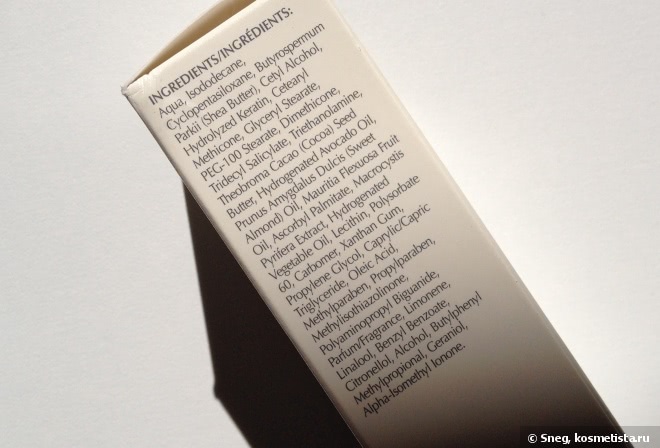 INGREDIENTS/INGRÉDIENTS:
Aqua, Isododecane,
Cyclopentasiloxane, Butyrospermum
Parkii (Shea Butter), Cetyl Alcohol,
Hydrolyzed Keratin, Cetearyl
Methicone, Glyceryl Stearate,
PEG-100 Stearate, Dimethicone,
Tridecyl Salicylate, Triethanolamine,
Theobroma Cacao (Cocoa) Seed
Butter, Hydrogenated Avocado Oil,
Prunus Amygdalus Dulcis (Sweet
Almond) Oil, Mauritia Flexuosa Fruit
Oil, Ascorbyl Palmitate, Macrocystis
Pyrifera Extract, Hydrogenated
Vegetable Oil, Lecithin, Polysorbate
60, Carbomer, Xanthan Gum,
Propylene Glycol, Caprylic/Capric
Triglyceride, Oleic Acid,
Methylparaben, Propylparaben,
Methylisothiazolinone,
Polyaminopropyl Biguanide,
Parfum/Fragrance, Limonene,
Linalool, Benzyl Benzoate,
Citronellol, Alcohol, Butylphenyl
Methylpropional, Geraniol,
Alpha-Isomethyl Ionone.
© Sneg, kosmetista.ru